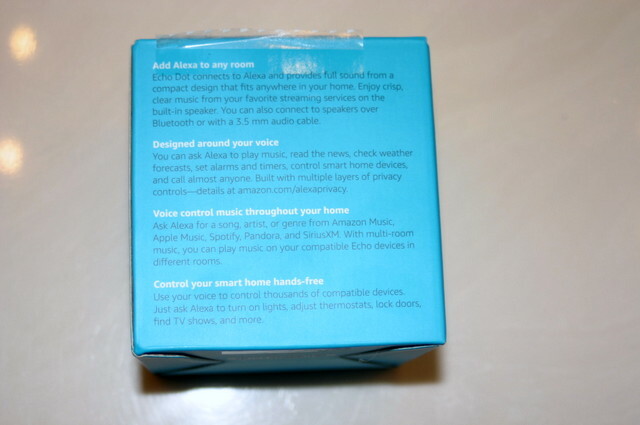 Add Alexa to any room
Echo Dot connects to Alexa and provides full sound from a
compact design that fits anywhere in your home. Enjoy crisp,
clear music from your favorite streaming services on the
built-in speaker. You can also connect to speakers over
Bluetooth or with a 3.5 mm audio cable.
Designed around your voice
You can ask Alexa to play music, read the news, check weather
forecasts, set alarms and timers, control smart home devices,
and call almost anyone. Built with multiple layers of privacy
controls—details at amazon.com/alexaprivacy.
Voice control music throughout your home
Ask Alexa for a song, artist, or genre from Amazon Music,
Apple Music, Spotify, Pandora, and SiriusXM. With multi-room
music, you can play music on your compatible Echo devices in
different rooms.
Control your smart home hands-free
Use your voice to control thousands of compatible devices.
Just ask Alexa to turn on lights, adjust thermostats, lock doors,
find TV shows, and more.